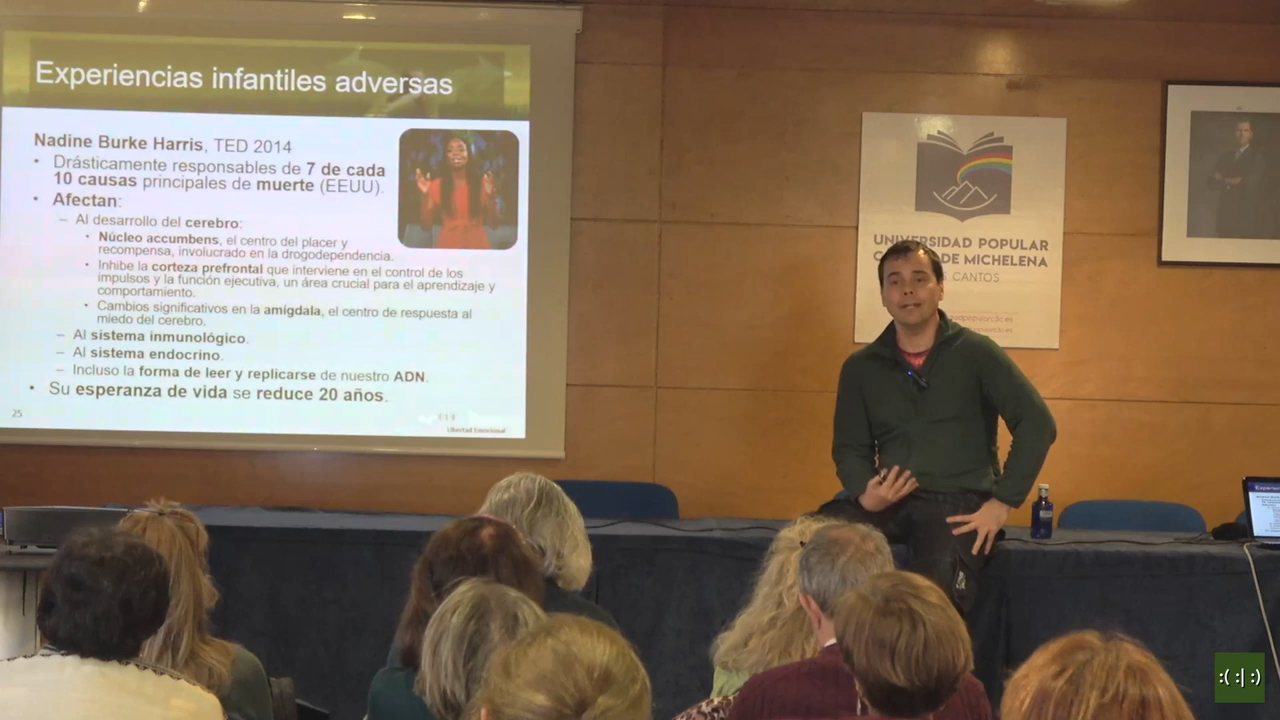 Experiencias infantiles adversas
Nadine Burke Harris, TED 2014
• Drásticamente responsables de 7 de cada
10 causas principales de muerte (EEUU).
• Afectan:
– Al desarrollo del cerebro:
• Núcleo accumbens, el centro del placer y
recompensa, involucrado en la drogodependencia.
• Inhibe la corteza prefrontal que interviene en el control de los
impulsos y la función ejecutiva, un área crucial para el aprendizaje y
comportamiento.
• Cambios significativos en la amígdala, el centro de respuesta al
miedo del cerebro.
– Al sistema inmunológico.
– Al sistema endocrino.
– Incluso la forma de leer y replicarse de nuestro ADN.
• Su esperanza de vida se reduce 20 años.
25
Libertad Emocional
UNIVERSIDAD POPULAR
DE MICHELENA
CANTOS
:( :| :)